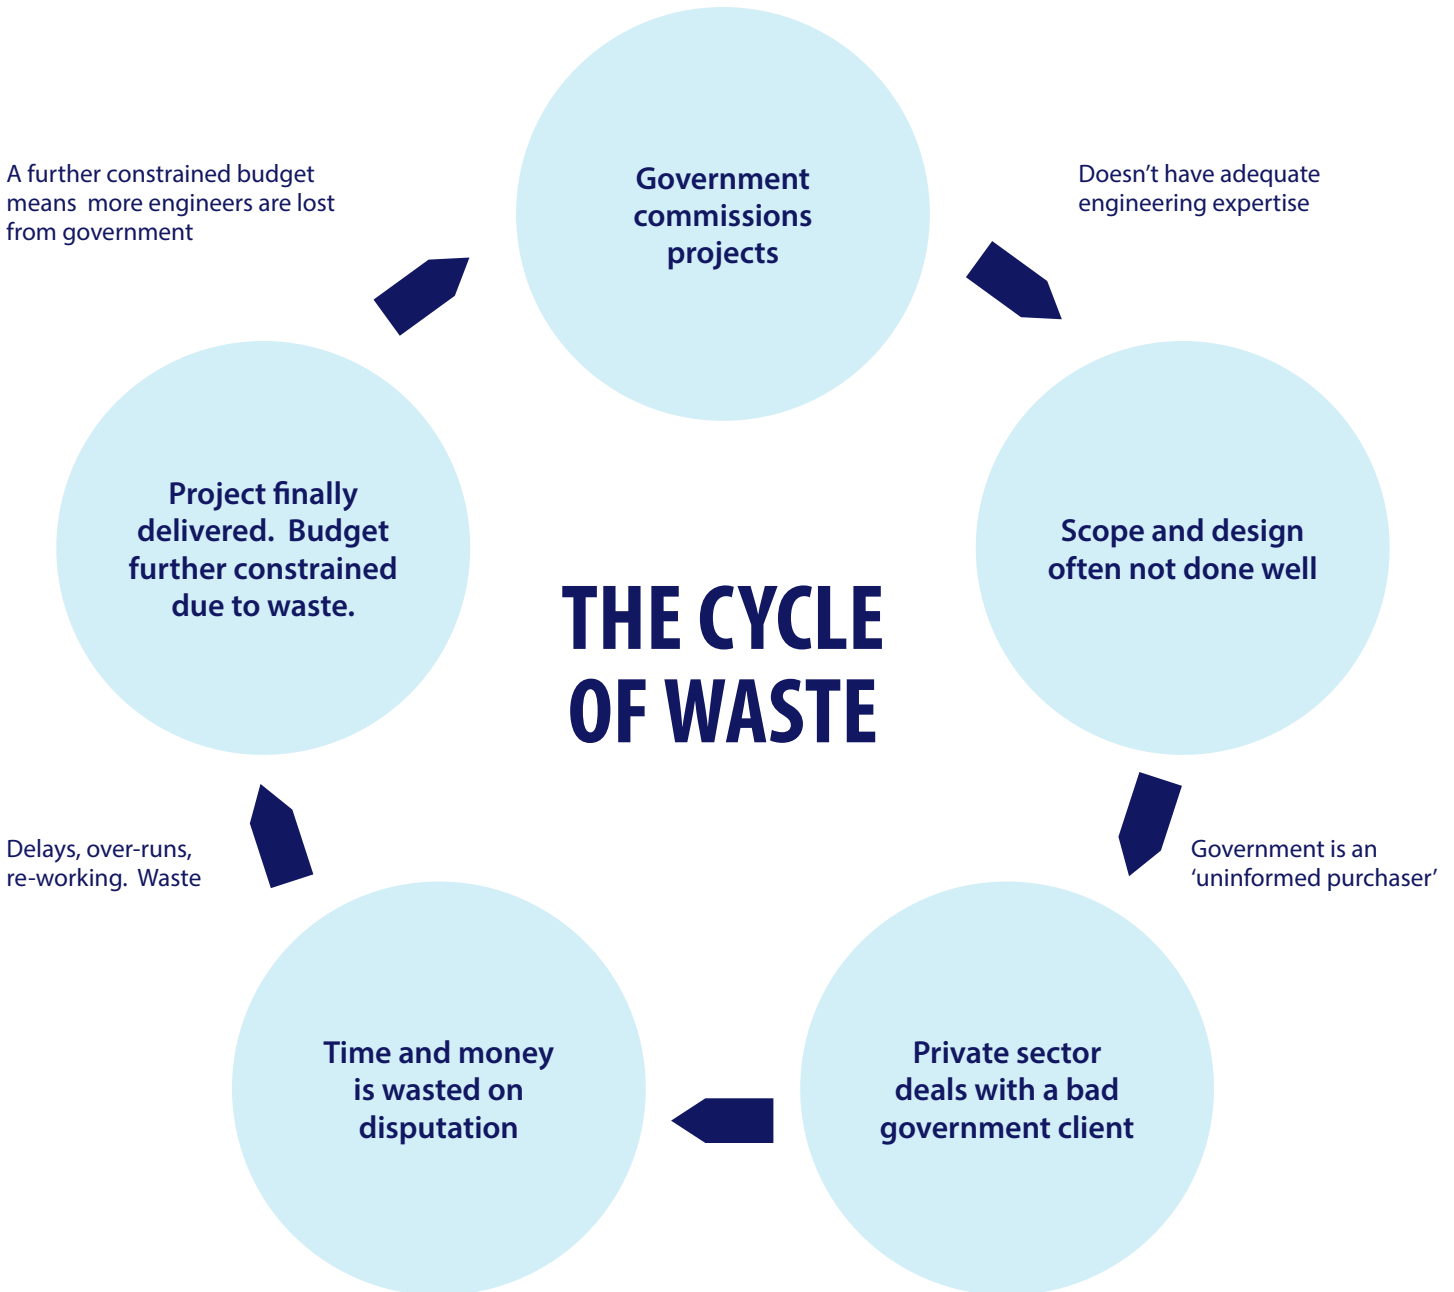 Government
commissions
projects
Doesn’t have adequate
engineering expertise
Scope and design
often not done well
Government is an
‘uninformed purchaser’
Private sector
deals with a bad
government client
Time and money
is wasted on
disputation
Delays, over-runs,
re-working.  Waste
Project finally
delivered.  Budget
further constrained
due to waste.
A further constrained budget
means  more engineers are lost
from government
THE CYCLE
OF WASTE